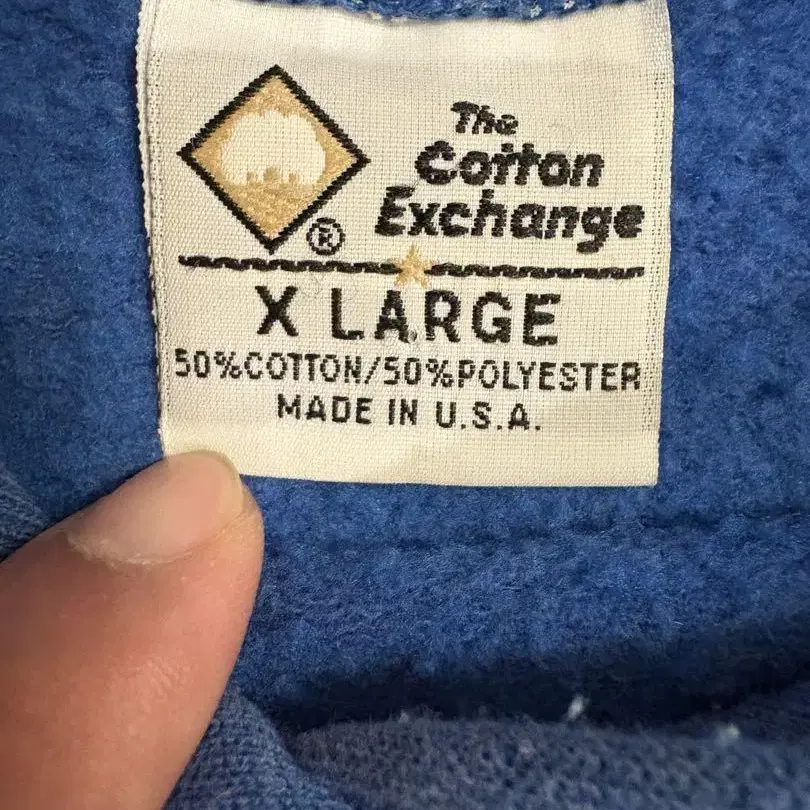 The
Cotton
Exchange
®
X LARGE
50%COTTON/50%POLYESTER
MADE IN U.S.A.